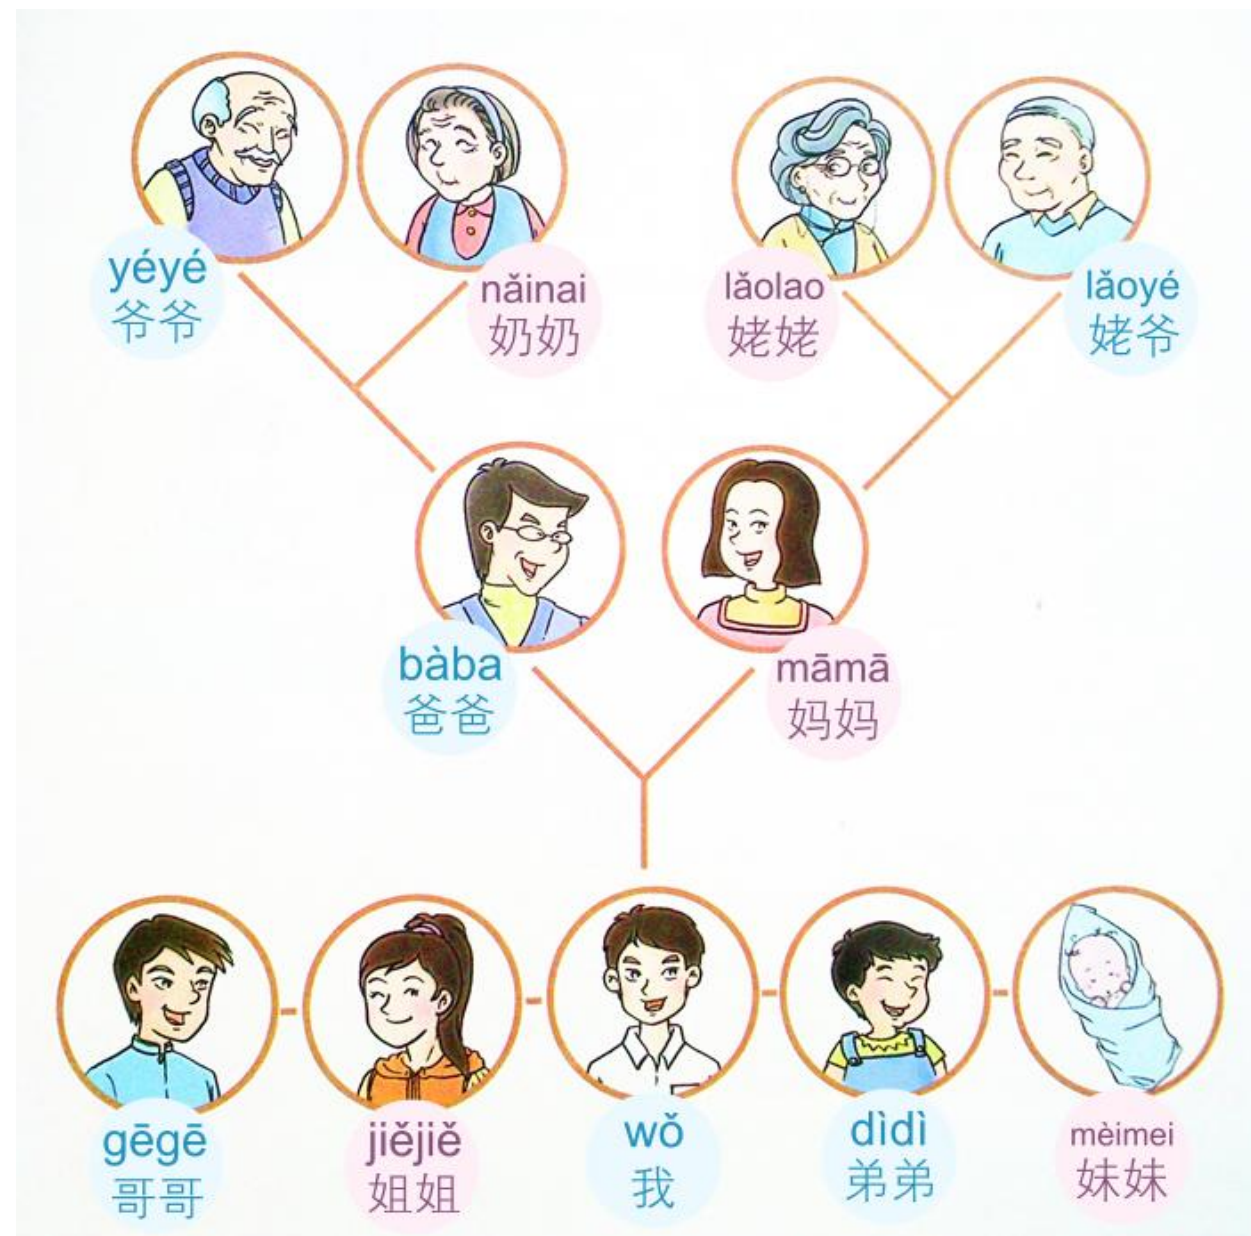 yéyé
爷爷
nǎinai
奶奶
lǎolao
姥姥
lǎoyé
姥爷
bàba
爸爸
māmā
妈妈
gēgē
哥哥
jiějiě
姐姐
wǒ
我
dìdì
弟弟
mèimei
妹妹